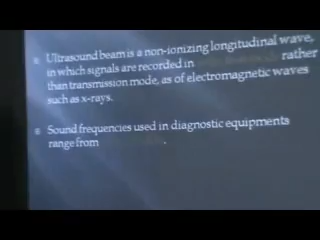 Ultrasound beam is a non-ionizing longitudinal wave,
in which signals are recorded in rather
than transmission mode, as of electromagnetic waves
such as x-rays.
Sound frequencies used in diagnostic equipments
range from